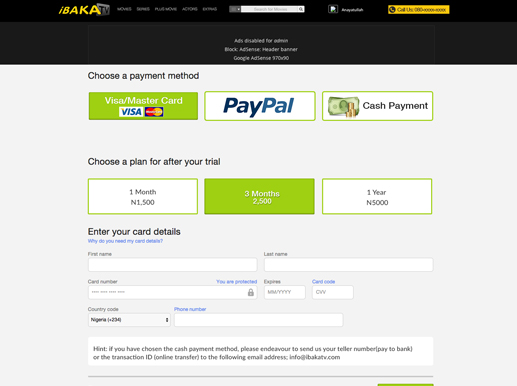 iBAKATV MOVIES SERIES PLUS MOVIE ACTORS EXTRAS Search for Movies Anayatullah Call Us: 080-xxxx-xxxx
Ads disabled for admin
Block: AdSense: Header banner
Google AdSense 970x90
Choose a payment method
Visa/Master Card PayPal Cash Payment
VISA MasterCard
Choose a plan for after your trial
1 Month 3 Months 1 Year
N1,500 2,500 N5000
Enter your card details
Why do you need my card details?
First name Last name
Card number You are protected Expires Card code
**** **** **** **** MM/YYYY CVV
Country code Phone number
Nigeria (+234)
Hint: if you have chosen the cash payment method, please endeavour to send us your teller number(pay to bank)
or the transaction ID (online transfer) to the following email address; info@ibakatv.com